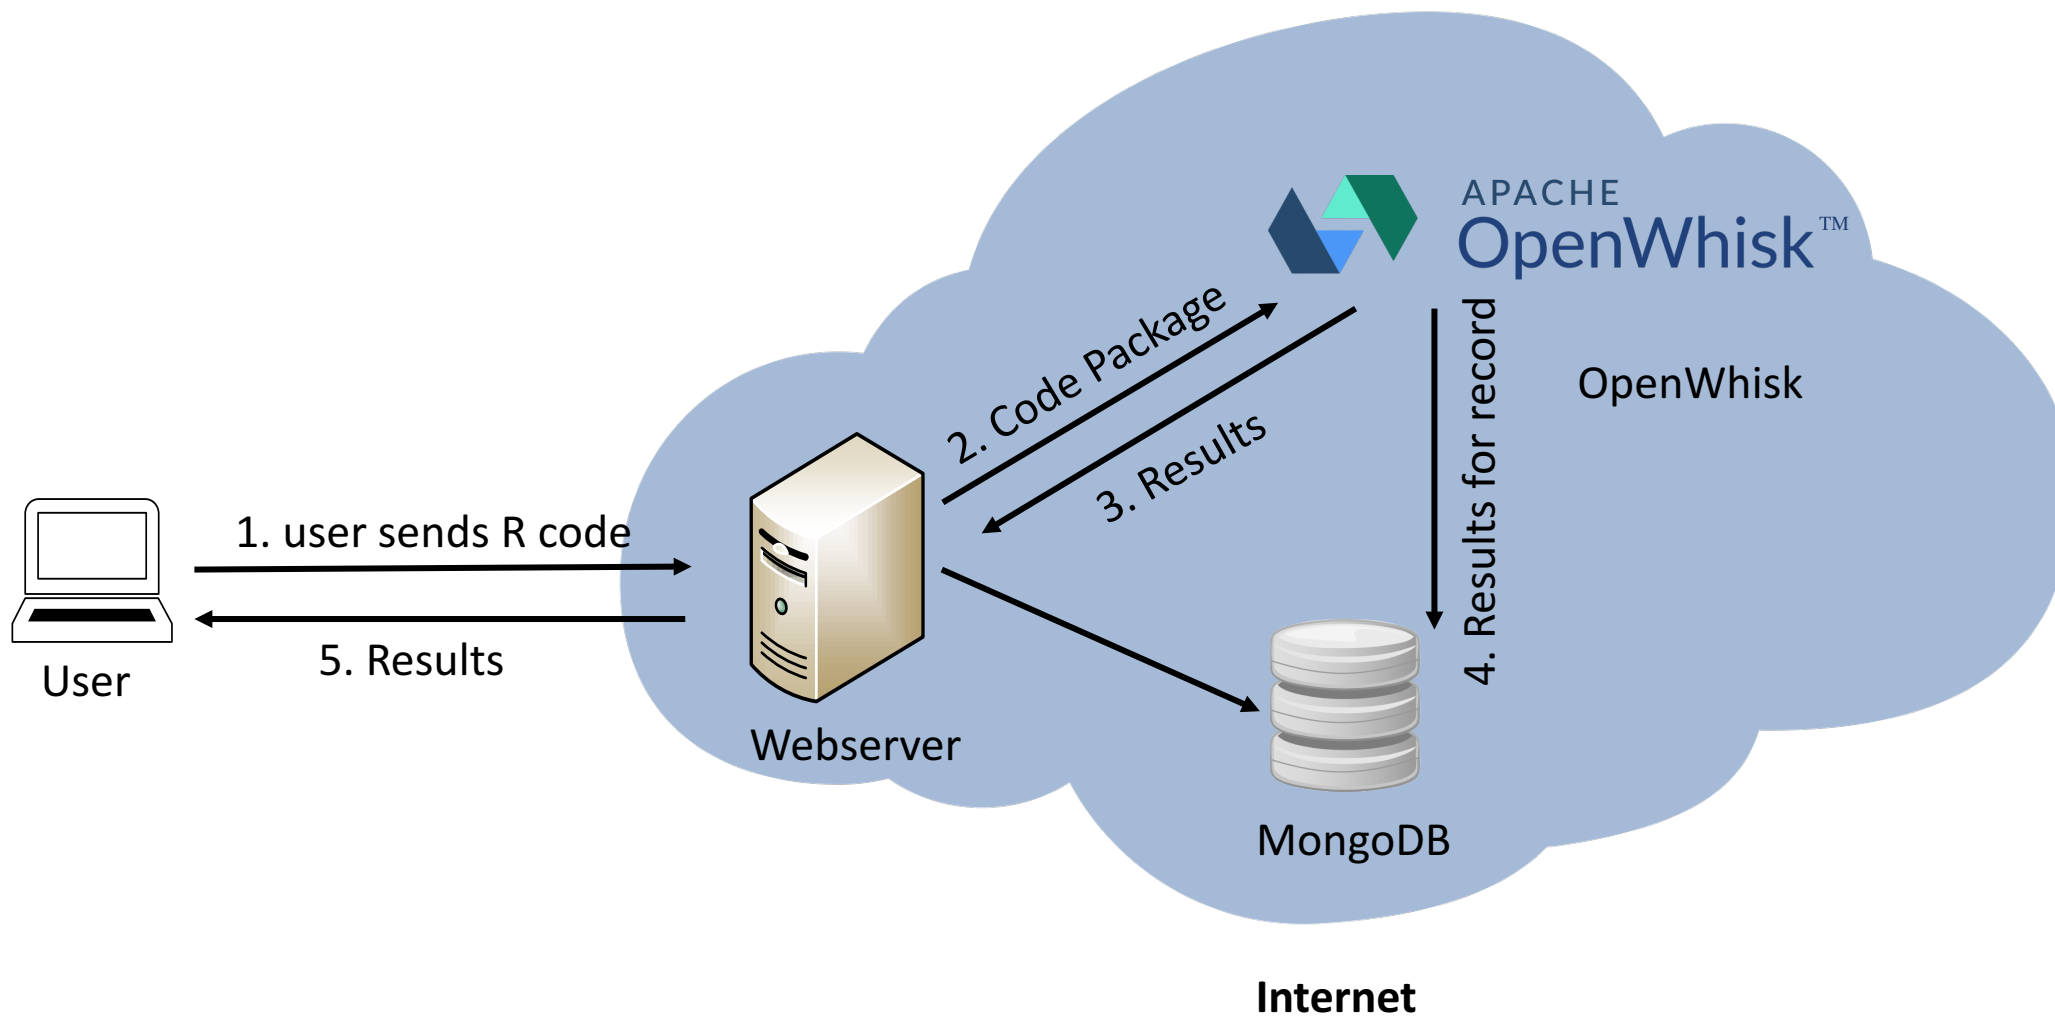 APACHE
OpenWhisk™
2. Code Package
3. Results
4. Results for record
OpenWhisk
1. user sends R code
5. Results
User
Webserver
MongoDB
Internet